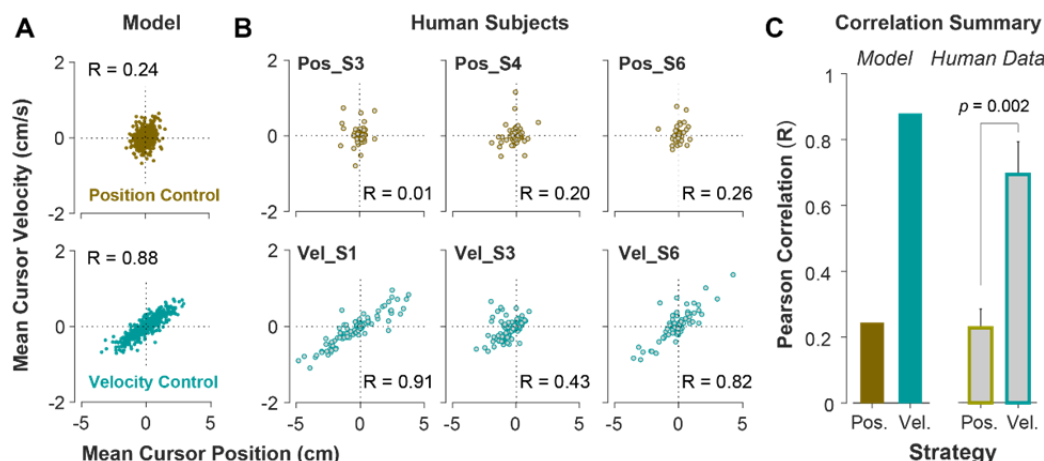 A
Model
R = 0.24
Position Control
R = 0.88
Velocity Control
2
0
-2
2
0
-2
-5
0
5
Mean Cursor Velocity (cm/s)
Mean Cursor Position (cm)
B
Human Subjects
Pos_S3
R = 0.01
Pos_S4
R = 0.20
Pos_S6
R = 0.26
2
0
-2
Vel_S1
R = 0.91
Vel_S3
R = 0.43
Vel_S6
R = 0.82
2
0
-2
-5
0
5
-5
0
5
-5
0
5
C
Correlation Summary
Model
Human Data
p = 0.002
Pearson Correlation (R)
1
0.8
0.6
0.4
0.2
0
Pos.
Vel.
Pos.
Vel.
Strategy